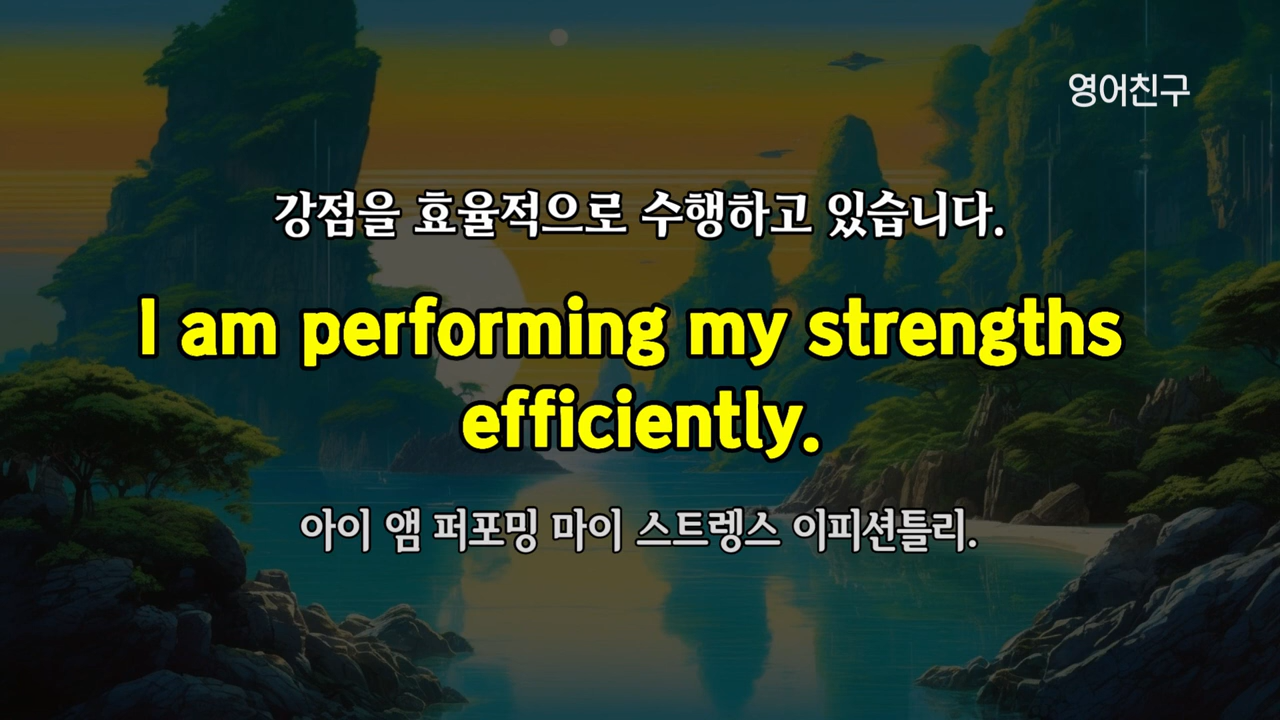 영어친구
강점을 효율적으로 수행하고 있습니다.
I am performing my strengths
efficiently.
아이 앰 퍼포밍 마이 스트렝스 이피션틀리.